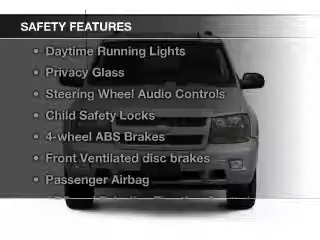 SAFETY FEATURES
• Daytime Running Lights
• Privacy Glass
• Steering Wheel Audio Controls
• Child Safety Locks
• 4-wheel ABS Brakes
• Front Ventilated disc brakes
• Passenger Airbag